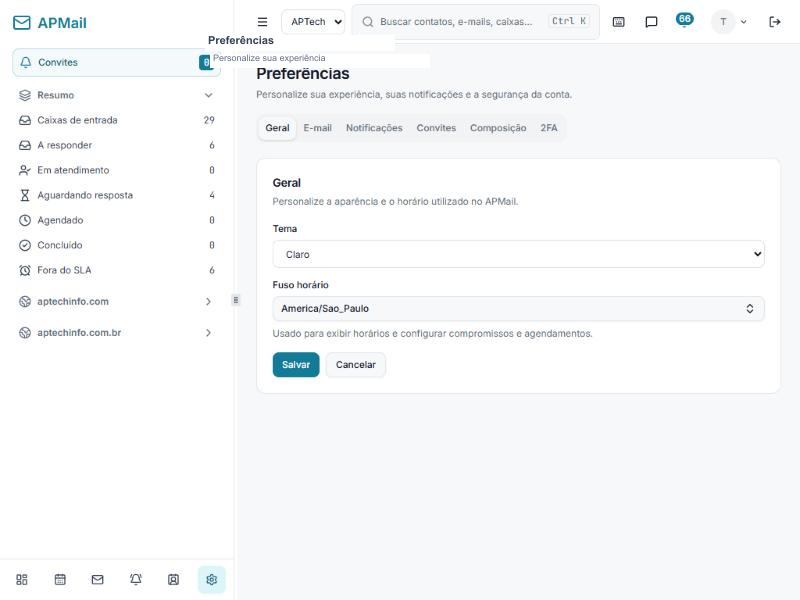 APMail
APTech
Buscar contatos, e-mails, caixas...
Ctrl K
66
T
Preferências
Personalize sua experiência
Convites
0
Resumo
Caixas de entrada 29
A responder 6
Em atendimento 0
Aguardando resposta 4
Agendado 0
Concluído 0
Fora do SLA 6
aptechinfo.com
aptechinfo.com.br
Preferências
Personalize sua experiência, suas notificações e a segurança da conta.
Geral E-mail Notificações Convites Composição 2FA
Geral
Personalize a aparência e o horário utilizado no APMail.
Tema
Claro
Fuso horário
America/Sao_Paulo
Usado para exibir horários e configurar compromissos e agendamentos.
Salvar Cancelar